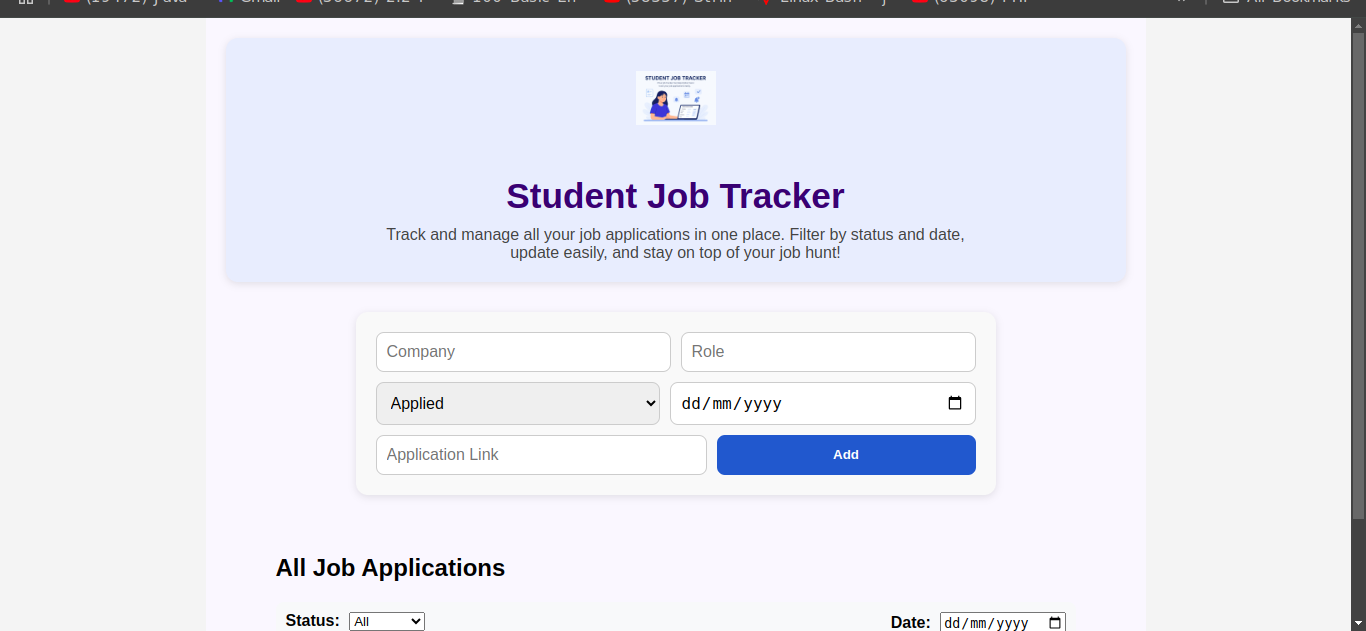 STUDENT JOB TRACKER
Student Job Tracker
Track and manage all your job applications in one place. Filter by status and date,
update easily, and stay on top of your job hunt!
Company
Role
Applied
dd/mm/yyyy
Application Link
Add
All Job Applications
Status: All
Date: dd/mm/yyyy